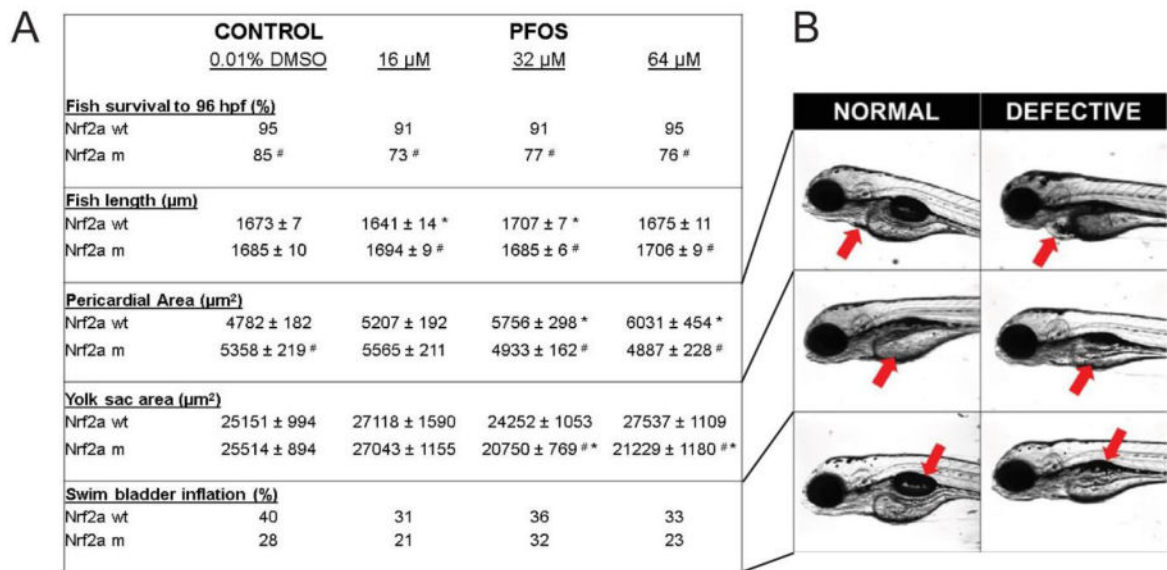 A
CONTROL PFOS
0.01% DMSO 16 µM 32 µM 64 µM
Fish survival to 96 hpf (%)
Nrf2a wt 95 91 91 95
Nrf2a m 85 # 73 # 77 # 76 #
Fish length (µm)
Nrf2a wt 1673 ± 7 1641 ± 14 * 1707 ± 7 * 1675 ± 11
Nrf2a m 1685 ± 10 1694 ± 9 # 1685 ± 6 # 1706 ± 9 #
Pericardial Area (µm²)
Nrf2a wt 4782 ± 182 5207 ± 192 5756 ± 298 * 6031 ± 454 *
Nrf2a m 5358 ± 219 # 5565 ± 211 4933 ± 162 # 4887 ± 228 #
Yolk sac area (µm²)
Nrf2a wt 25151 ± 994 27118 ± 1590 24252 ± 1053 27537 ± 1109
Nrf2a m 25514 ± 894 27043 ± 1155 20750 ± 769 # * 21229 ± 1180 # *
Swim bladder inflation (%)
Nrf2a wt 40 31 36 33
Nrf2a m 28 21 32 23
B
NORMAL DEFECTIVE